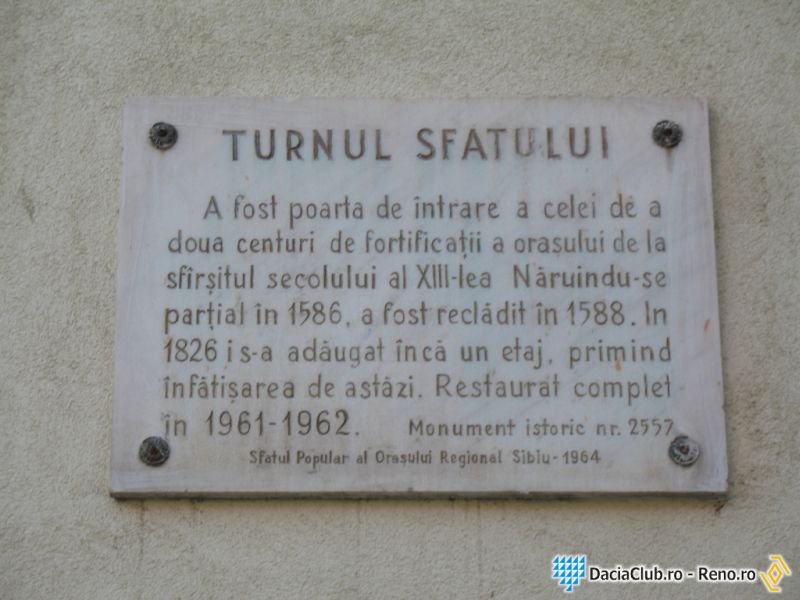 TURNUL SFATULUI
A fost poarta de întrare a celei de a
doua centuri de fortificații a orașului de la
sfîrșitul secolului al XIII-lea Năruindu-se
parțial în 1586, a fost reclădit în 1588. În
1826 i s-a adăugat încă un etaj, primind
înfățișarea de astăzi. Restaurat complet
în 1961-1962. Monument istoric nr. 2557
Sfatul Popular al Orașului Regional Sibiu-1964
DaciaClub.ro - Reno.ro